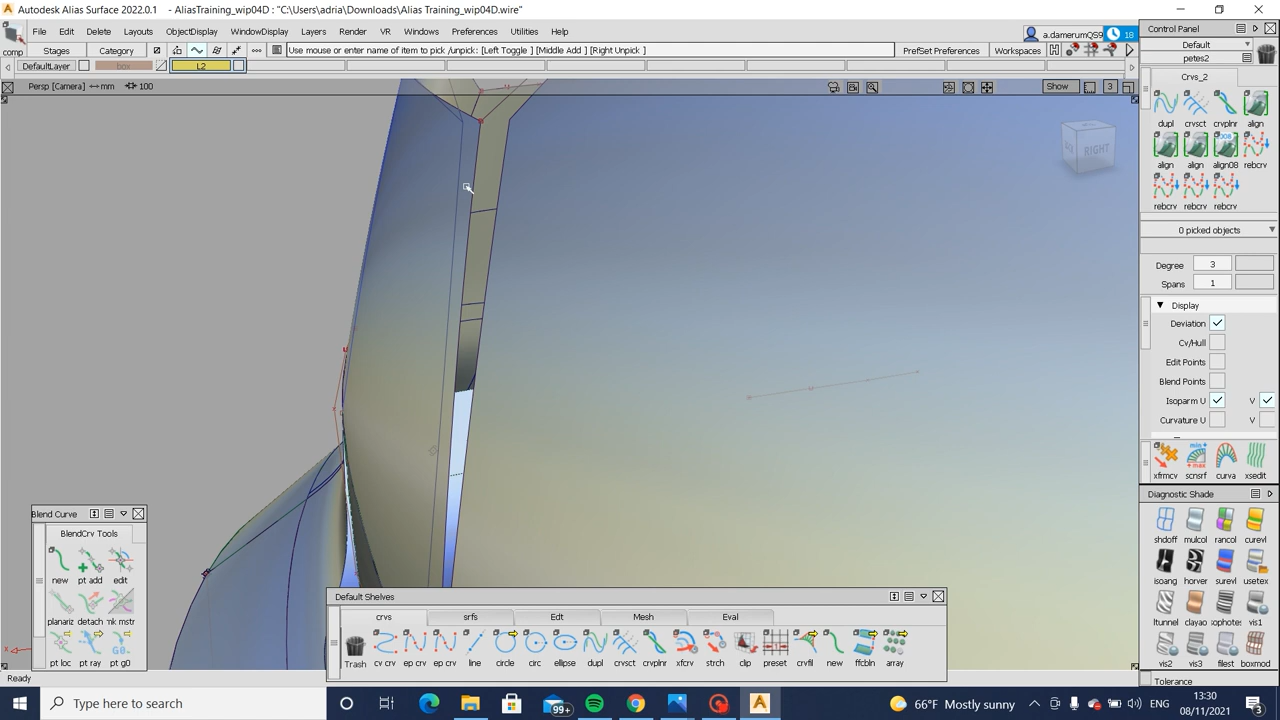 Autodesk Alias Surface 2022.0.1 - AliasTraining_wip04D: "C:\Users\adria\Downloads\Alias Training_wip04D.wire"
File Edit Delete Layouts ObjectDisplay WindowDisplay Layers Canvas Render VR Windows Preferences Utilities Help
a.damerumQS9 18
comp Stages Category Use mouse or enter name of item to pick /unpick: [Left Toggle ] [Middle Add ] [Right Unpick ] PrefSet Preferences Workspaces
DefaultLayer box L2
Persp [Camera] mm 100 Show 3
RIGHT
Control Panel
Default
petes2
Crvs_2
dupl crvsct crvplnr align
align align align08 rebcrv
rebcrv rebcrv rebcrv
0 picked objects
Degree 3
Spans 1
Display
Deviation
Cv/Hull
Edit Points
Blend Points
Isoparm U V
Curvature U V
xfrmcv scnsrf curva xsedit
Diagnostic Shade
shdoff mulcol rancol curevl
isoang horver surevl usetex
ltunnel clayao sophotes vis1
vis2 vis3 filest boxmod
Tolerance
Blend Curve
BlendCrv Tools
new pt add edit
planariz detach nk mstr
pt loc pt ray pt g0
Default Shelves
crvs srfs Edt Mesh Eval
Trash cv crv ep crv ep crv line circle circ ellipse dupl crvsct crvplnr xfcrv strch clip preset crvfil new ffcbln array
Ready
Type here to search
99+
66°F Mostly sunny
ENG
13:30
08/11/2021
3